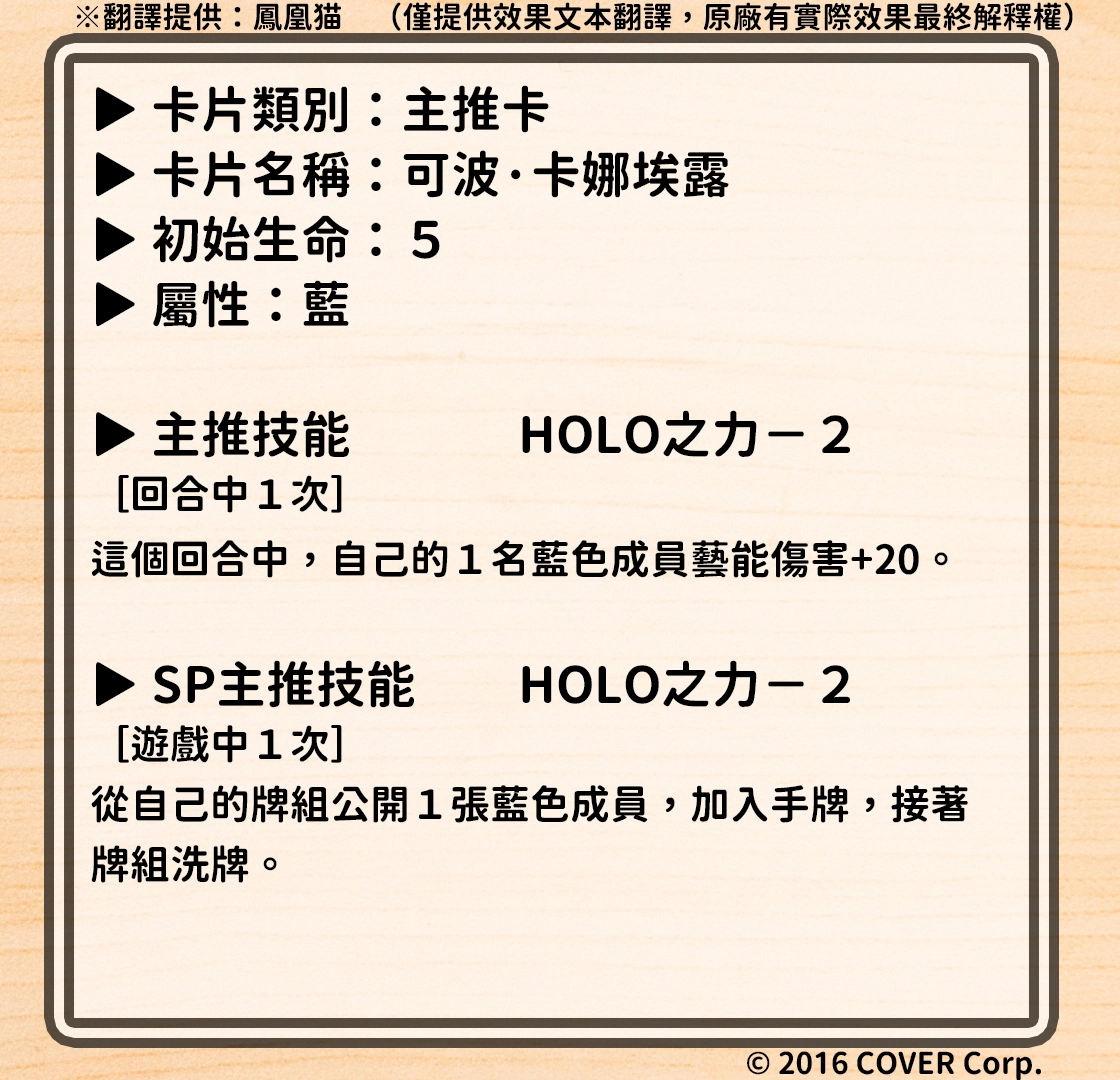 ※翻譯提供：鳳凰猫　（僅提供效果文本翻譯，原廠有實際效果最終解釋權）
▶ 卡片類別：主推卡
▶ 卡片名稱：可波·卡娜埃露
▶ 初始生命：５
▶ 屬性：藍
▶ 主推技能　　　HOLO之力－２
［回合中１次］
這個回合中，自己的１名藍色成員藝能傷害+20。
▶ SP主推技能　　HOLO之力－２
［遊戲中１次］
從自己的牌組公開１張藍色成員，加入手牌，接著
牌組洗牌。
© 2016 COVER Corp.